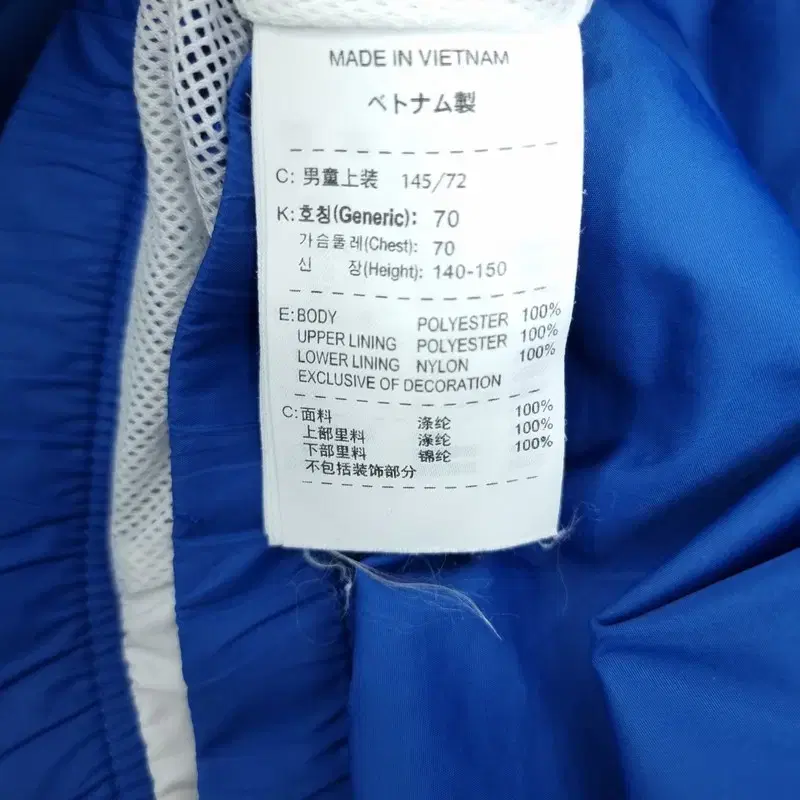 MADE IN VIETNAM
ベトナム製
C: 男童上装 145/72
K: 호칭(Generic): 70
가슴둘레(Chest): 70
신 장(Height): 140-150
E: BODY POLYESTER 100%
UPPER LINING POLYESTER 100%
LOWER LINING NYLON 100%
EXCLUSIVE OF DECORATION
C: 面料 涤纶 100%
上部里料 涤纶 100%
下部里料 锦纶 100%
不包括装饰部分